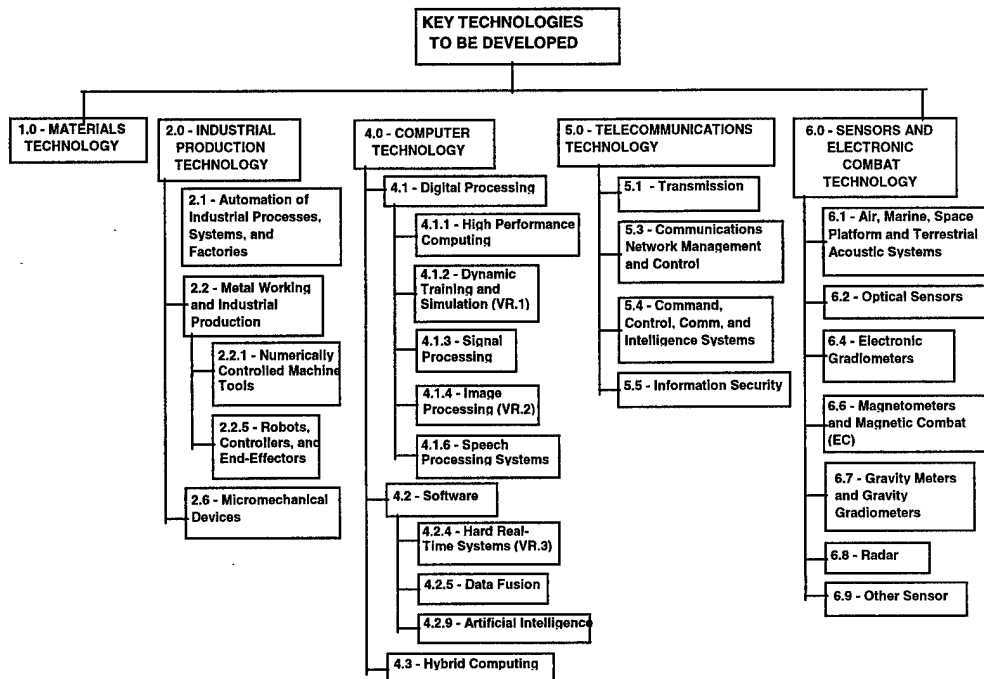 KEY TECHNOLOGIES
TO BE DEVELOPED
1.0 - MATERIALS
TECHNOLOGY
2.0 - INDUSTRIAL
PRODUCTION
TECHNOLOGY
2.1 - Automation of
Industrial Processes,
Systems, and
Factories
2.2 - Metal Working
and Industrial
Production
2.2.1 - Numerically
Controlled Machine
Tools
2.2.5 - Robots,
Controllers, and
End-Effectors
2.6 - Micromechanical
Devices
4.0 - COMPUTER
TECHNOLOGY
4.1 - Digital Processing
4.1.1 - High Performance
Computing
4.1.2 - Dynamic
Training and
Simulation (VR.1)
4.1.3 - Signal
Processing
4.1.4 - Image
Processing (VR.2)
4.1.6 - Speech
Processing Systems
4.2 - Software
4.2.4 - Hard Real-
Time Systems (VR.3)
4.2.5 - Data Fusion
4.2.9 - Artificial Intelligence
4.3 - Hybrid Computing
5.0 - TELECOMMUNICATIONS
TECHNOLOGY
5.1 - Transmission
5.3 - Communications
Network Management
and Control
5.4 - Command,
Control, Comm, and
Intelligence Systems
5.5 - Information Security
6.0 - SENSORS AND
ELECTRONIC
COMBAT
TECHNOLOGY
6.1 - Air, Marine, Space
Platform and Terrestrial
Acoustic Systems
6.2 - Optical Sensors
6.4 - Electronic
Gradiometers
6.6 - Magnetometers
and Magnetic Combat
(EC)
6.7 - Gravity Meters
and Gravity
Gradiometers
6.8 - Radar
6.9 - Other Sensor